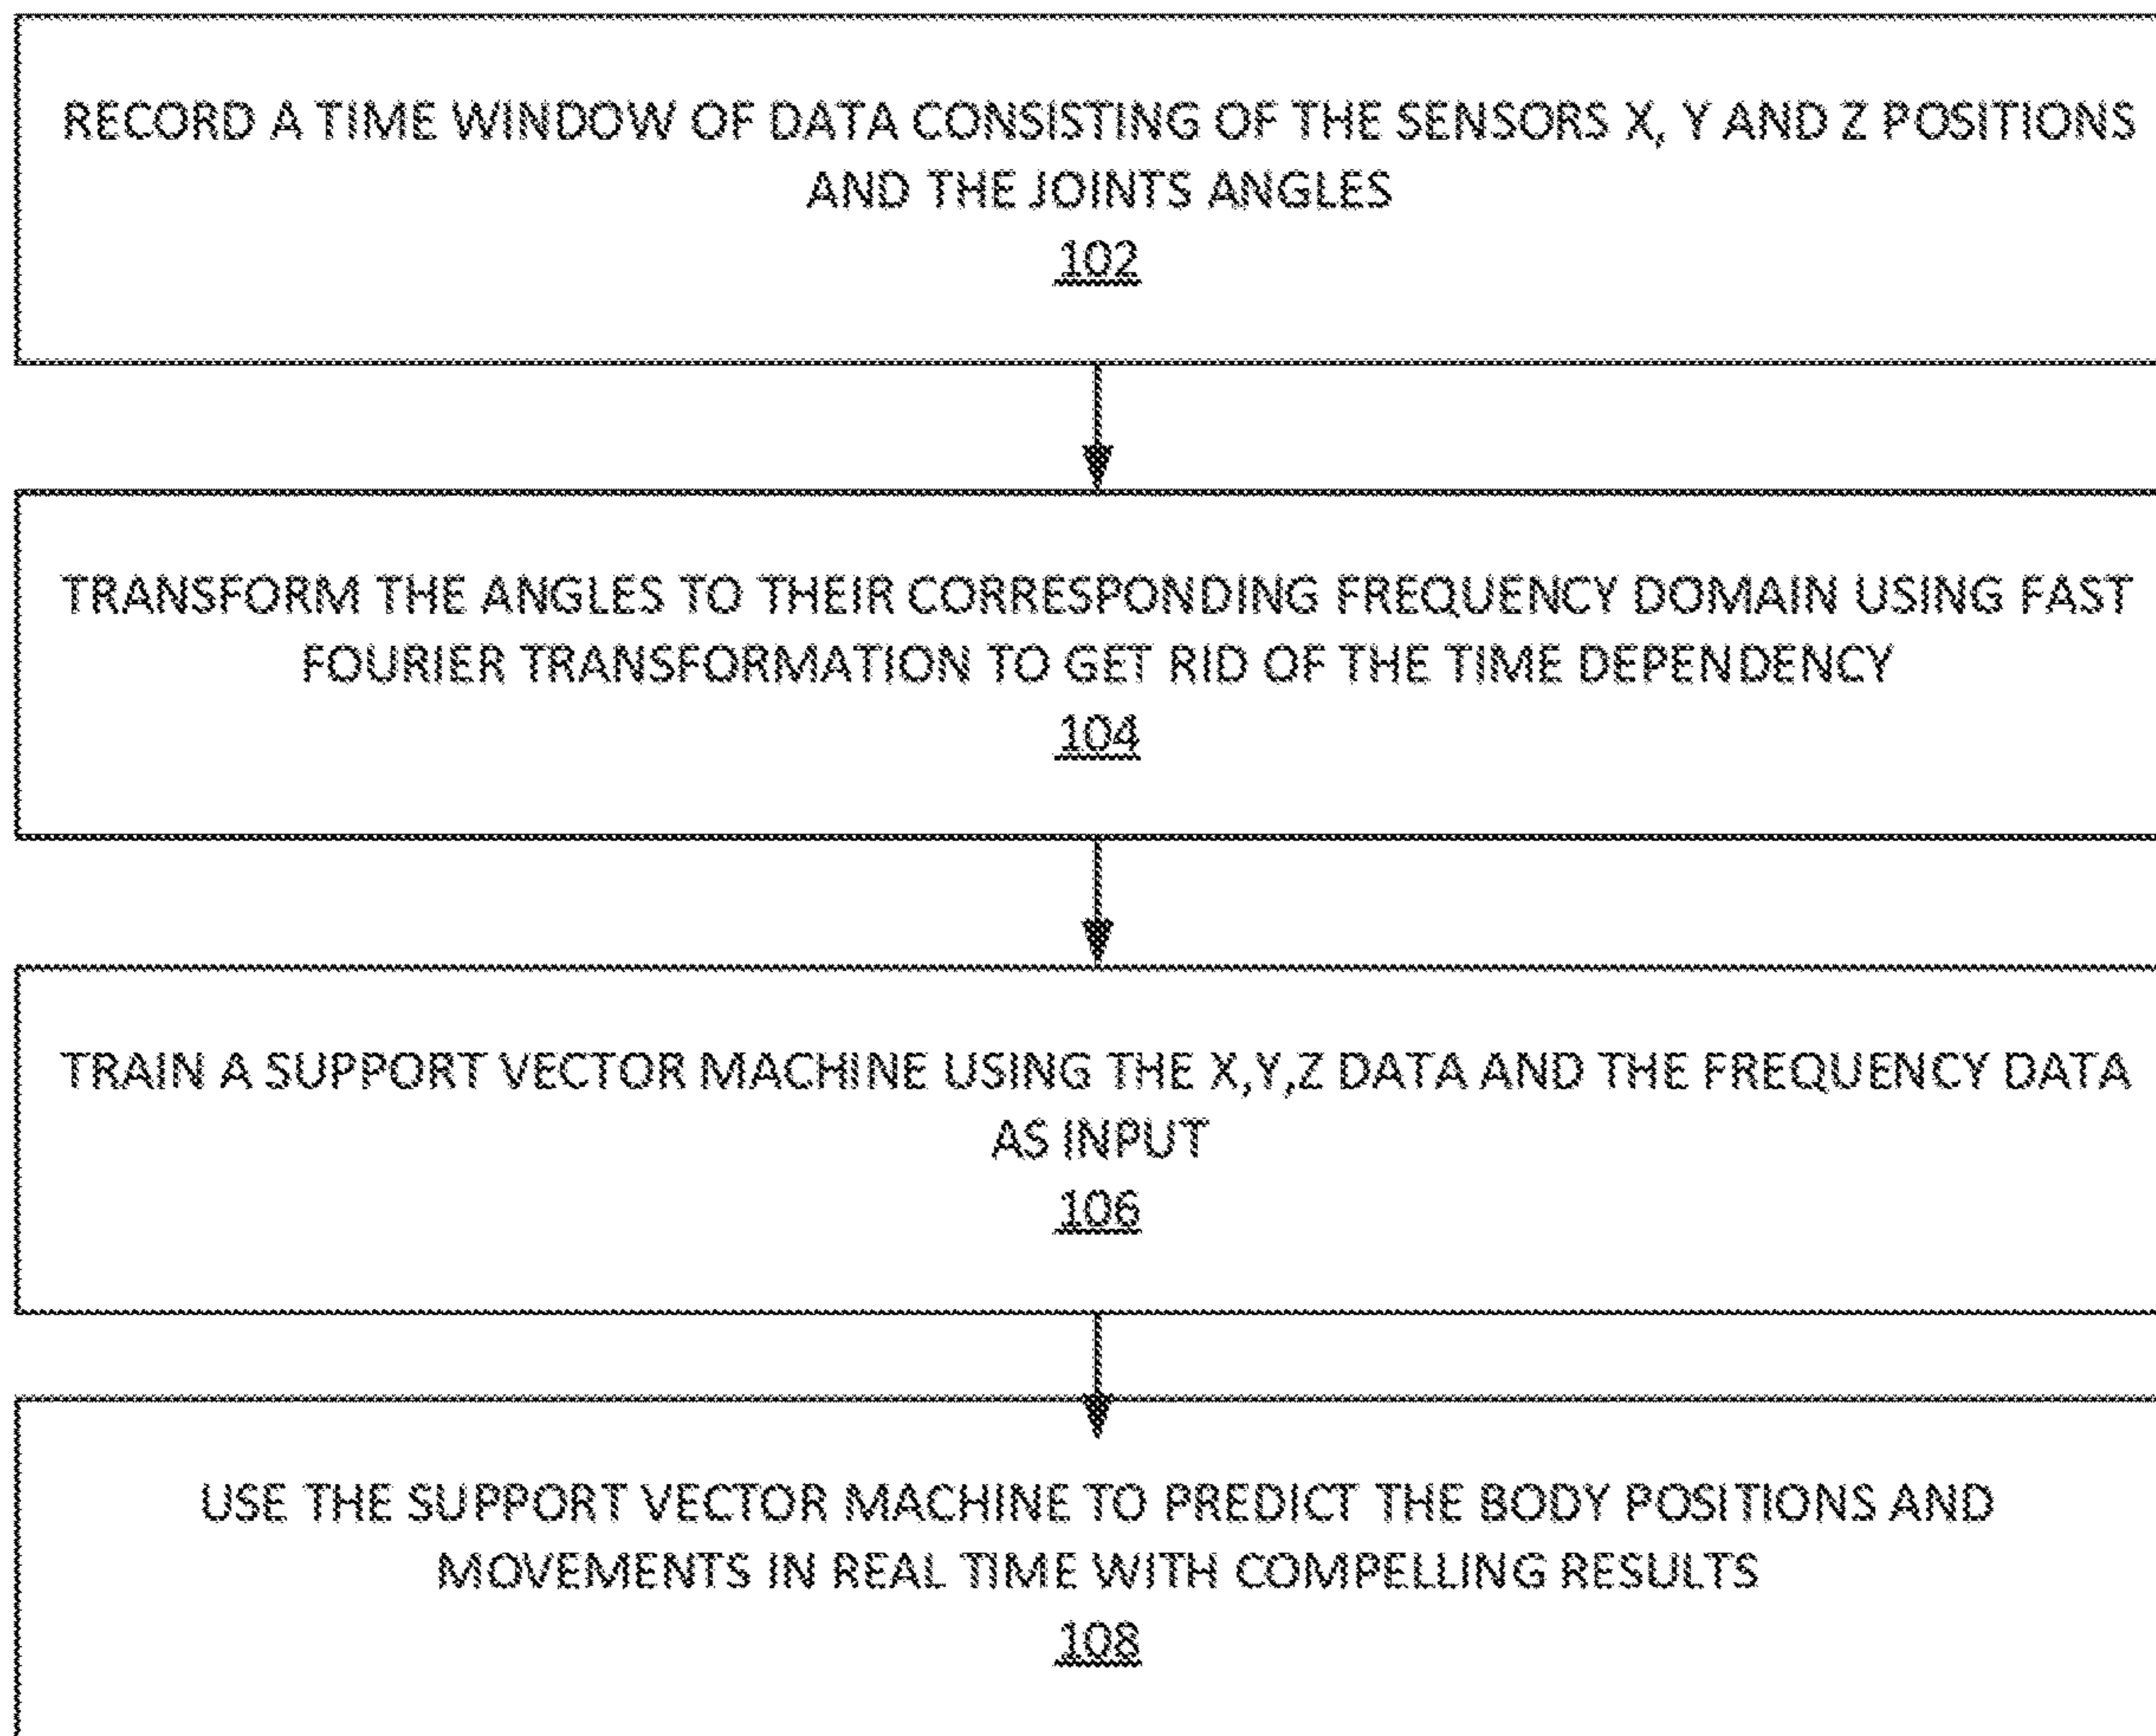 RECORD A TIME WINDOW OF DATA CONSISTING OF THE SENSORS X, Y AND Z POSITIONS
AND THE JOINTS ANGLES
102
TRANSFORM THE ANGLES TO THEIR CORRESPONDING FREQUENCY DOMAIN USING FAST
FOURIER TRANSFORMATION TO GET RID OF THE TIME DEPENDENCY
104
TRAIN A SUPPORT VECTOR MACHINE USING THE X,Y,Z DATA AND THE FREQUENCY DATA
AS INPUT
106
USE THE SUPPORT VECTOR MACHINE TO PREDICT THE BODY POSITIONS AND
MOVEMENTS IN REAL TIME WITH COMPELLING RESULTS
108